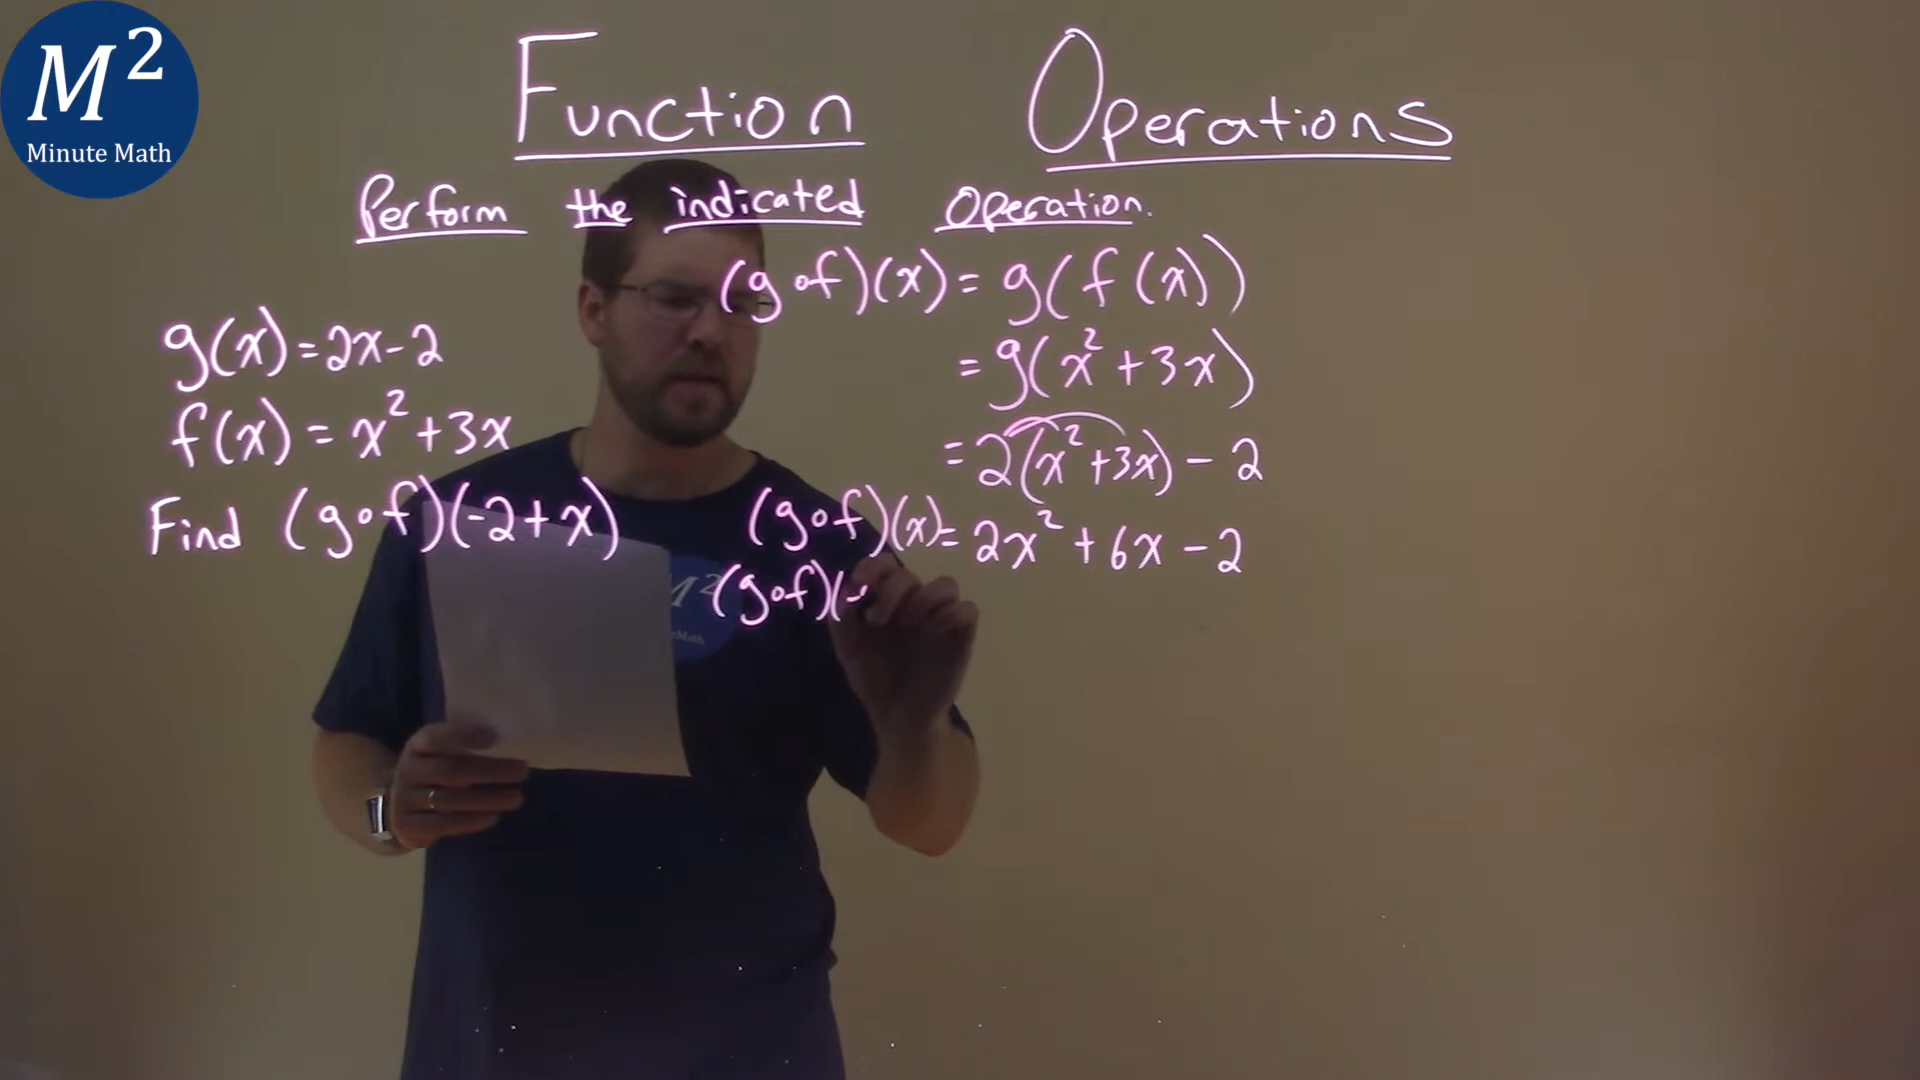 M²
Minute Math
Function Operations
Perform the indicated operation.
(g∘f)(x) = g(f(x))
g(x)=2x-2
= g(x²+3x)
f(x) = x²+3x
= 2(x²+3x) - 2
Find (g∘f)(-2+x)
(g∘f)(x) = 2x²+6x-2
(g∘f)(-
M²